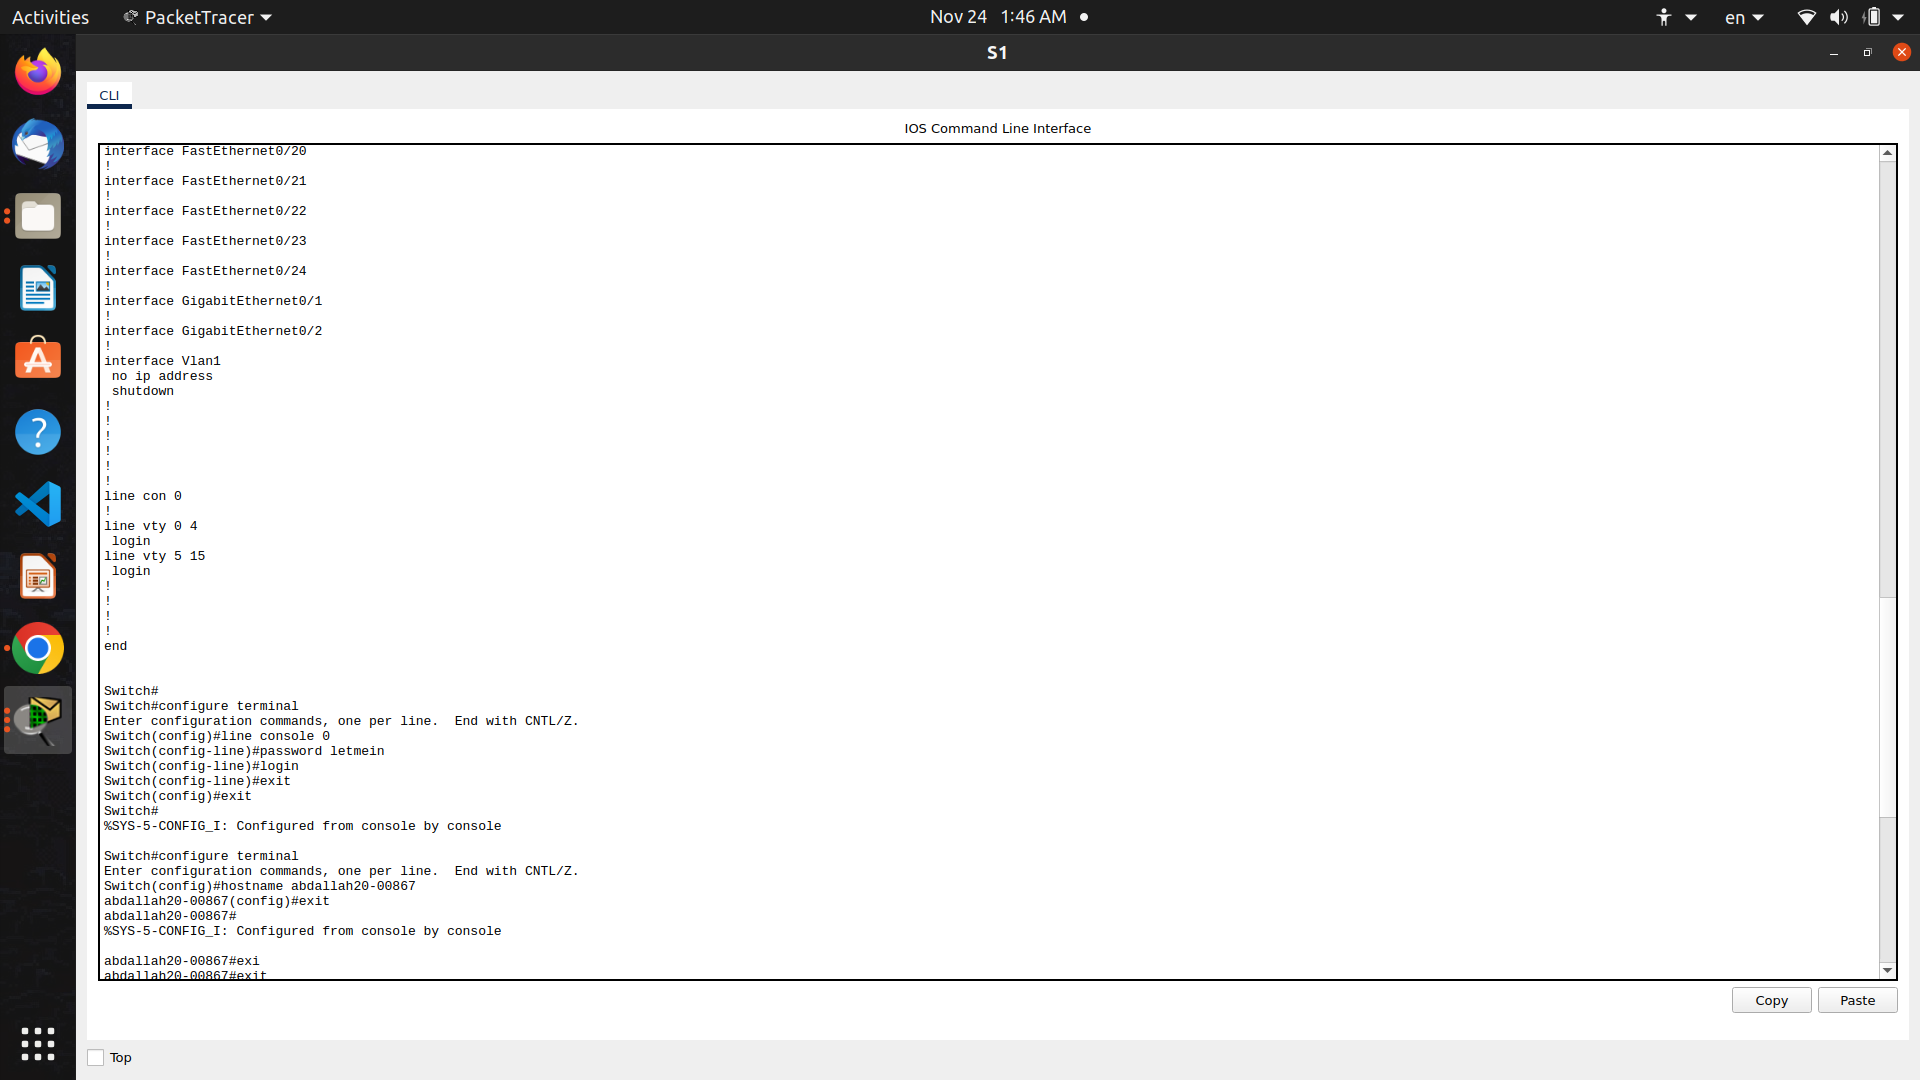 Activities
PacketTracer
Nov 24 1:46 AM
en
S1
CLI
IOS Command Line Interface
interface FastEthernet0/20
!
interface FastEthernet0/21
!
interface FastEthernet0/22
!
interface FastEthernet0/23
!
interface FastEthernet0/24
!
interface GigabitEthernet0/1
!
interface GigabitEthernet0/2
!
interface Vlan1
 no ip address
 shutdown
!
!
!
!
!
!
line con 0
!
line vty 0 4
 login
line vty 5 15
 login
!
!
!
!
end
Switch#
Switch#configure terminal
Enter configuration commands, one per line.  End with CNTL/Z.
Switch(config)#line console 0
Switch(config-line)#password letmein
Switch(config-line)#login
Switch(config-line)#exit
Switch(config)#exit
Switch#
%SYS-5-CONFIG_I: Configured from console by console
Switch#configure terminal
Enter configuration commands, one per line.  End with CNTL/Z.
Switch(config)#hostname abdallah20-00867
abdallah20-00867(config)#exit
abdallah20-00867#
%SYS-5-CONFIG_I: Configured from console by console
abdallah20-00867#exi
abdallah20-00867#exit
Copy
Paste
Top